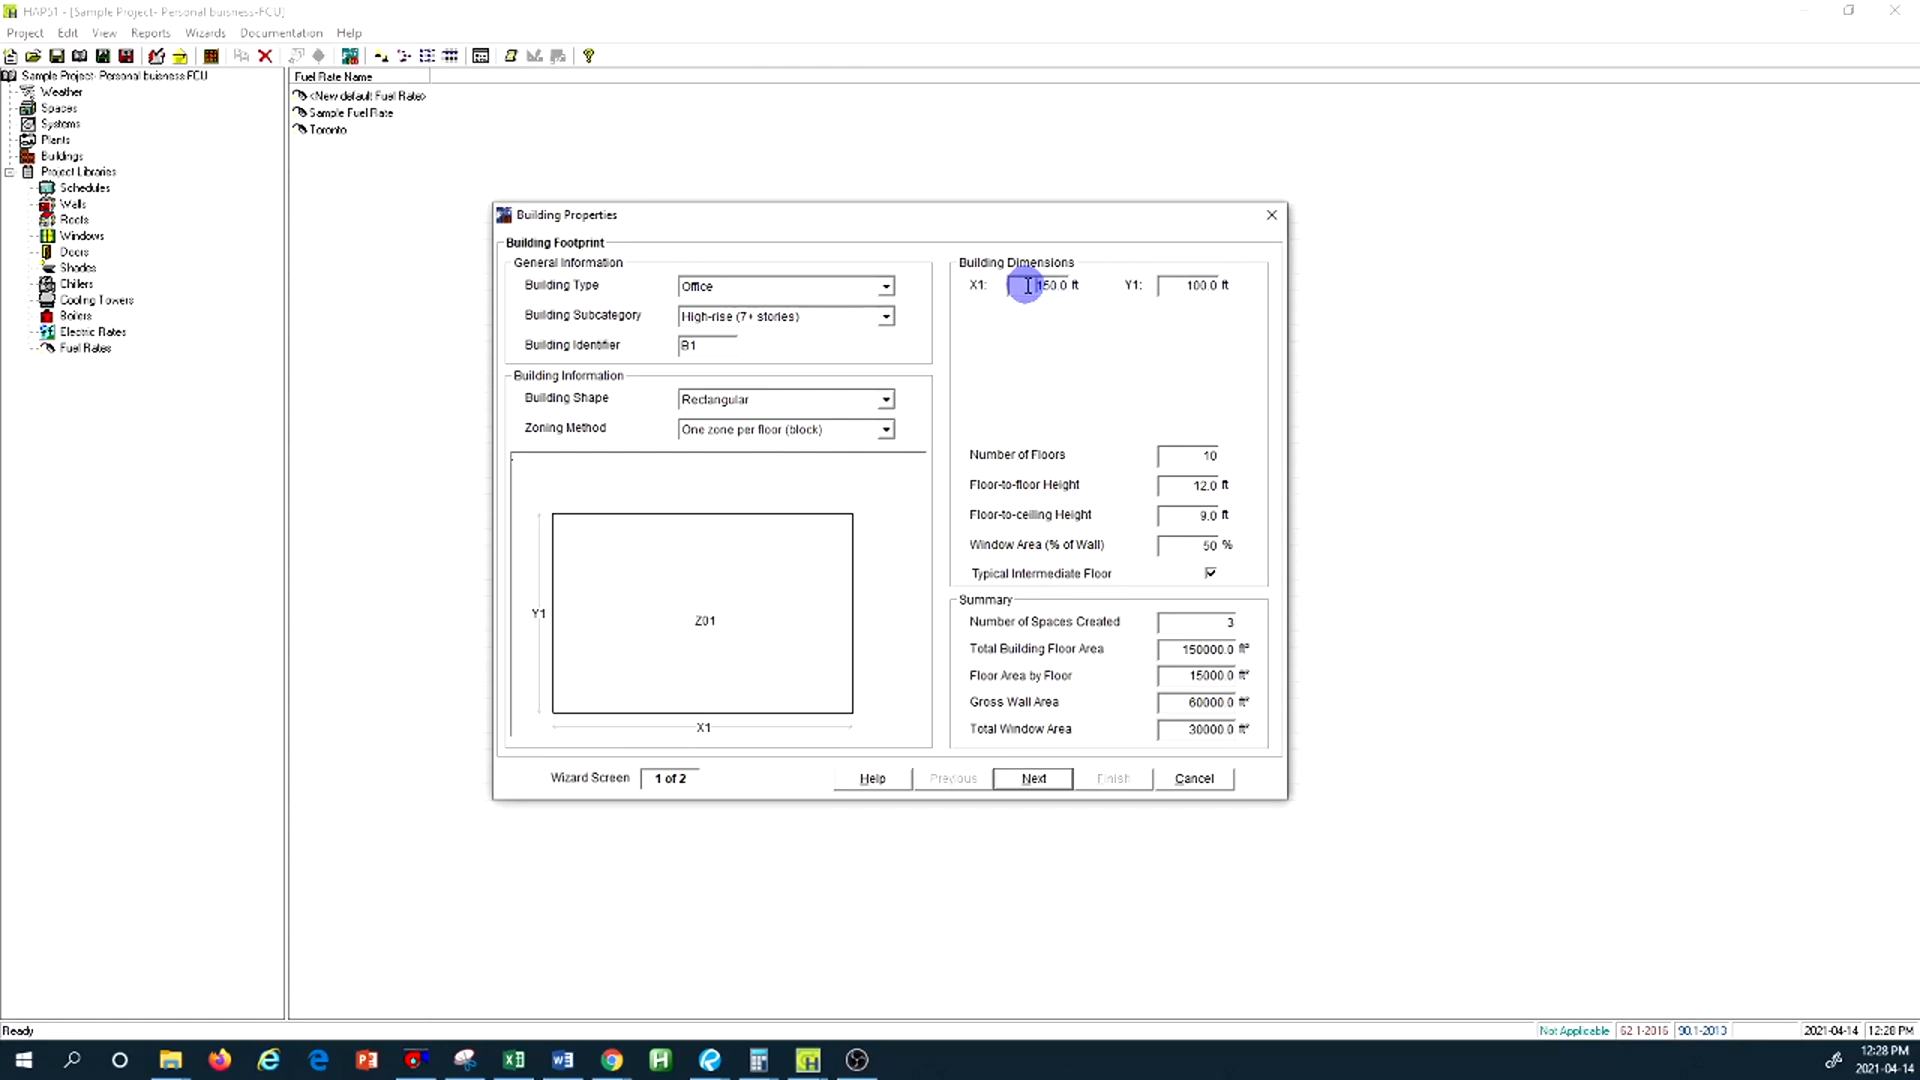 HAP51 - [Sample Project- Personal buisness-FCU]
Project Edit View Reports Wizards Documentation Help
Sample Project- Personal buisness FCU
Weather
Spaces
Systems
Plants
Buildings
Project Libraries
Schedules
Walls
Roofs
Windows
Doors
Shades
Chillers
Cooling Towers
Boilers
Electric Rates
Fuel Rates
Fuel Rate Name
<New default Fuel Rate>
Sample Fuel Rate
Toronto
Building Properties
Building Footprint
General Information
Building Type Office
Building Subcategory High-rise (7+ stories)
Building Identifier B1
Building Information
Building Shape Rectangular
Zoning Method One zone per floor (block)
Y1
Z01
X1
Building Dimensions
X1: 150.0 ft Y1: 100.0 ft
Number of Floors 10
Floor-to-floor Height 12.0 ft
Floor-to-ceiling Height 9.0 ft
Window Area (% of Wall) 50 %
Typical Intermediate Floor
Summary
Number of Spaces Created 3
Total Building Floor Area 150000.0 ft²
Floor Area by Floor 15000.0 ft²
Gross Wall Area 60000.0 ft²
Total Window Area 30000.0 ft²
Wizard Screen 1 of 2 Help Previous Next Finish Cancel
Ready Not Applicable 62.1-2016 90.1-2013 2021-04-14 12:28 PM
12:28 PM
2021-04-14